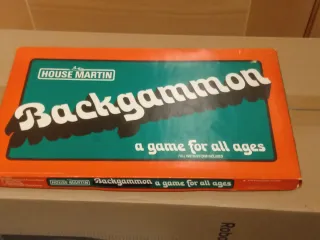 HOUSE MARTIN
Backgammon
a game for all ages
HOUSE MARTIN Backgammon a game for all ages